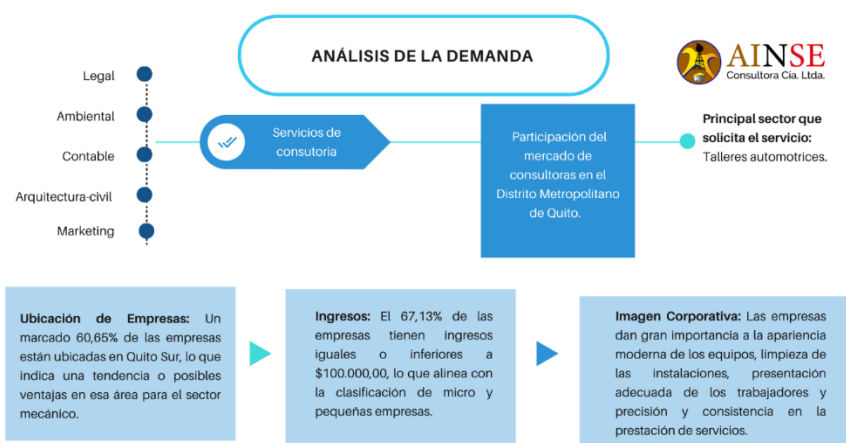 ANÁLISIS DE LA DEMANDA
AINSE
Consultora Cía. Ltda.
Legal
Ambiental
Contable
Arquitectura-civil
Marketing
Servicios de
consutoria
Participación del
mercado de
consultoras en el
Distrito Metropolitano
de Quito.
Principal sector que
solicita el servicio:
Talleres automotrices.
Ubicación de Empresas: Un
marcado 60,65% de las empresas
están ubicadas en Quito Sur, lo que
indica una tendencia o posibles
ventajas en esa área para el sector
mecánico.
Ingresos: El 67,13% de las
empresas tienen ingresos
iguales o inferiores a
$100.000,00, lo que alinea con
la clasificación de micro y
pequeñas empresas.
Imagen Corporativa: Las empresas
dan gran importancia a la apariencia
moderna de los equipos, limpieza de
las instalaciones, presentación
adecuada de los trabajadores y
precisión y consistencia en la
prestación de servicios.